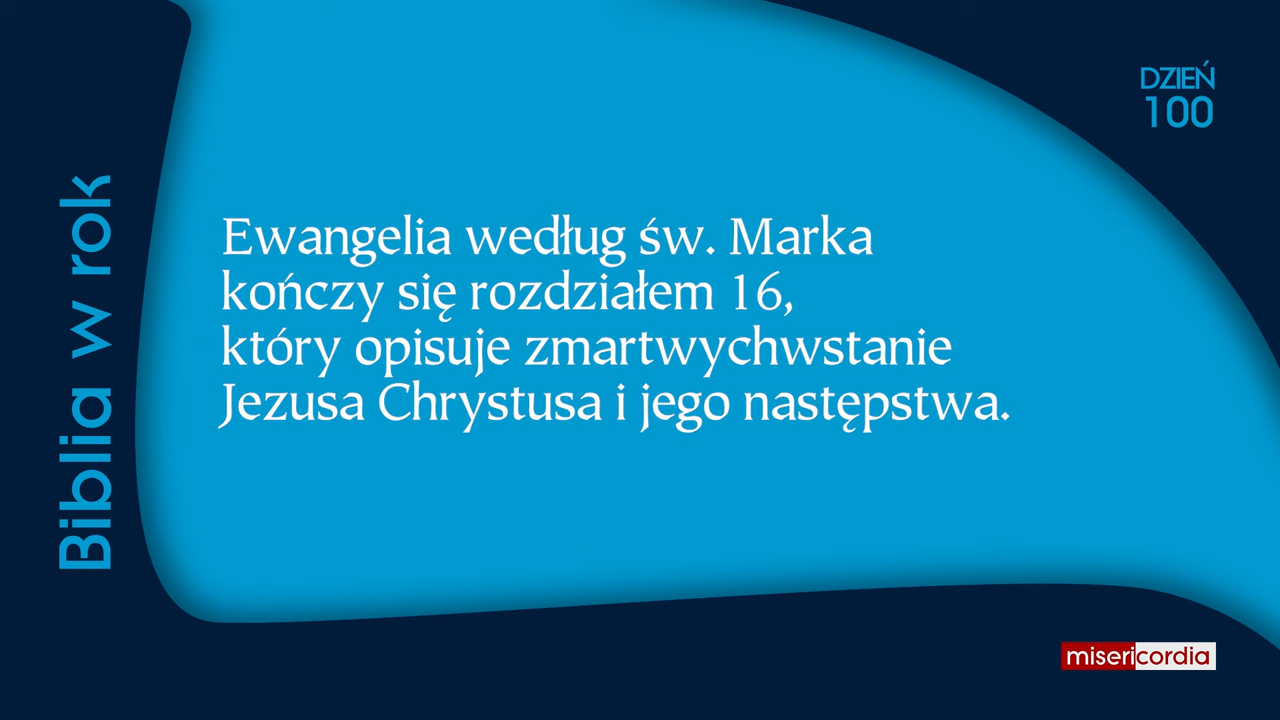 Biblia w rok
DZIEŃ
100
Ewangelia według św. Marka
kończy się rozdziałem 16,
który opisuje zmartwychwstanie
Jezusa Chrystusa i jego następstwa.
misericordia